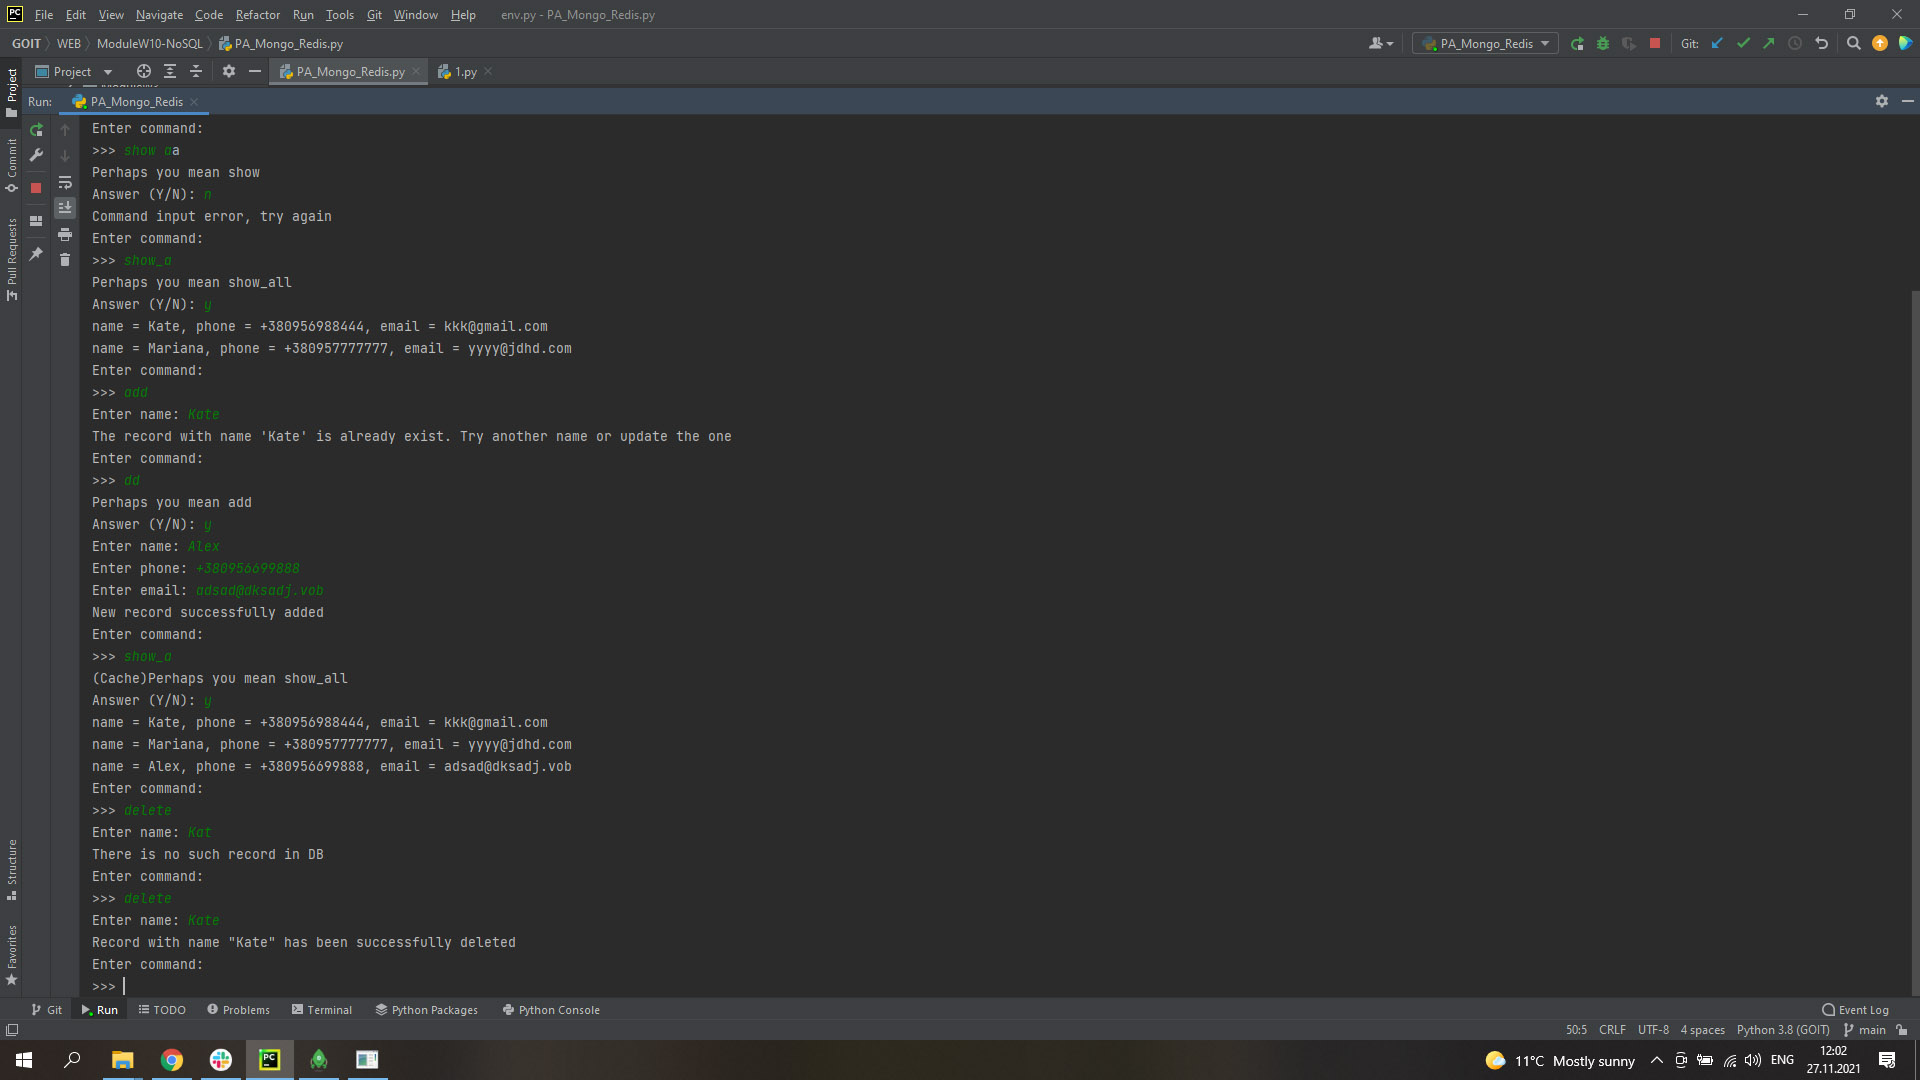 File Edit View Navigate Code Refactor Run Tools Git Window Help env.py - PA_Mongo_Redis.py
GOIT WEB ModuleW10-NoSQL PA_Mongo_Redis.py PA_Mongo_Redis Git:
Project PA_Mongo_Redis.py 1.py
Run: PA_Mongo_Redis
Project
Commit
Pull Requests
Structure
Favorites
Enter command:
>>> show aa
Perhaps you mean show
Answer (Y/N): n
Command input error, try again
Enter command:
>>> show_a
Perhaps you mean show_all
Answer (Y/N): y
name = Kate, phone = +380956988444, email = kkk@gmail.com
name = Mariana, phone = +380957777777, email = yyyy@jdhd.com
Enter command:
>>> add
Enter name: Kate
The record with name 'Kate' is already exist. Try another name or update the one
Enter command:
>>> dd
Perhaps you mean add
Answer (Y/N): y
Enter name: Alex
Enter phone: +380956699888
Enter email: adsad@dksadj.vob
New record successfully added
Enter command:
>>> show_a
(Cache)Perhaps you mean show_all
Answer (Y/N): y
name = Kate, phone = +380956988444, email = kkk@gmail.com
name = Mariana, phone = +380957777777, email = yyyy@jdhd.com
name = Alex, phone = +380956699888, email = adsad@dksadj.vob
Enter command:
>>> delete
Enter name: Kat
There is no such record in DB
Enter command:
>>> delete
Enter name: Kate
Record with name "Kate" has been successfully deleted
Enter command:
>>>
Git Run TODO Problems Terminal Python Packages Python Console Event Log
50:5 CRLF UTF-8 4 spaces Python 3.8 (GOIT) main
PC 11°C Mostly sunny ENG 12:02
27.11.2021